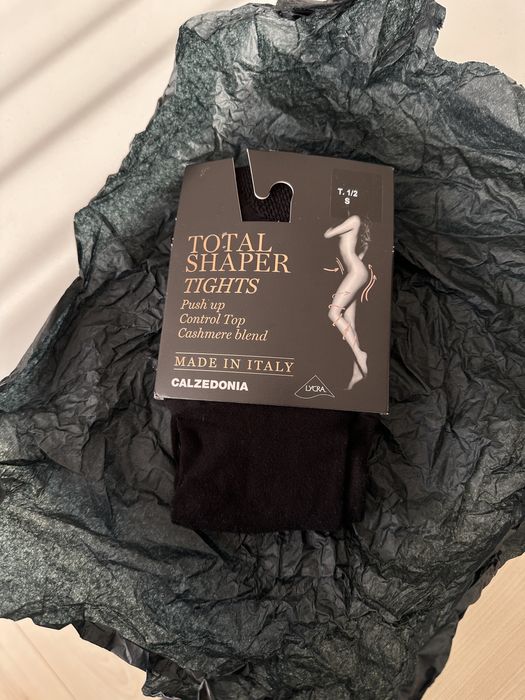 T. 1/2
S
TOTAL
SHAPER
TIGHTS
Push up
Control Top
Cashmere blend
MADE IN ITALY
CALZEDONIA
LYCRA